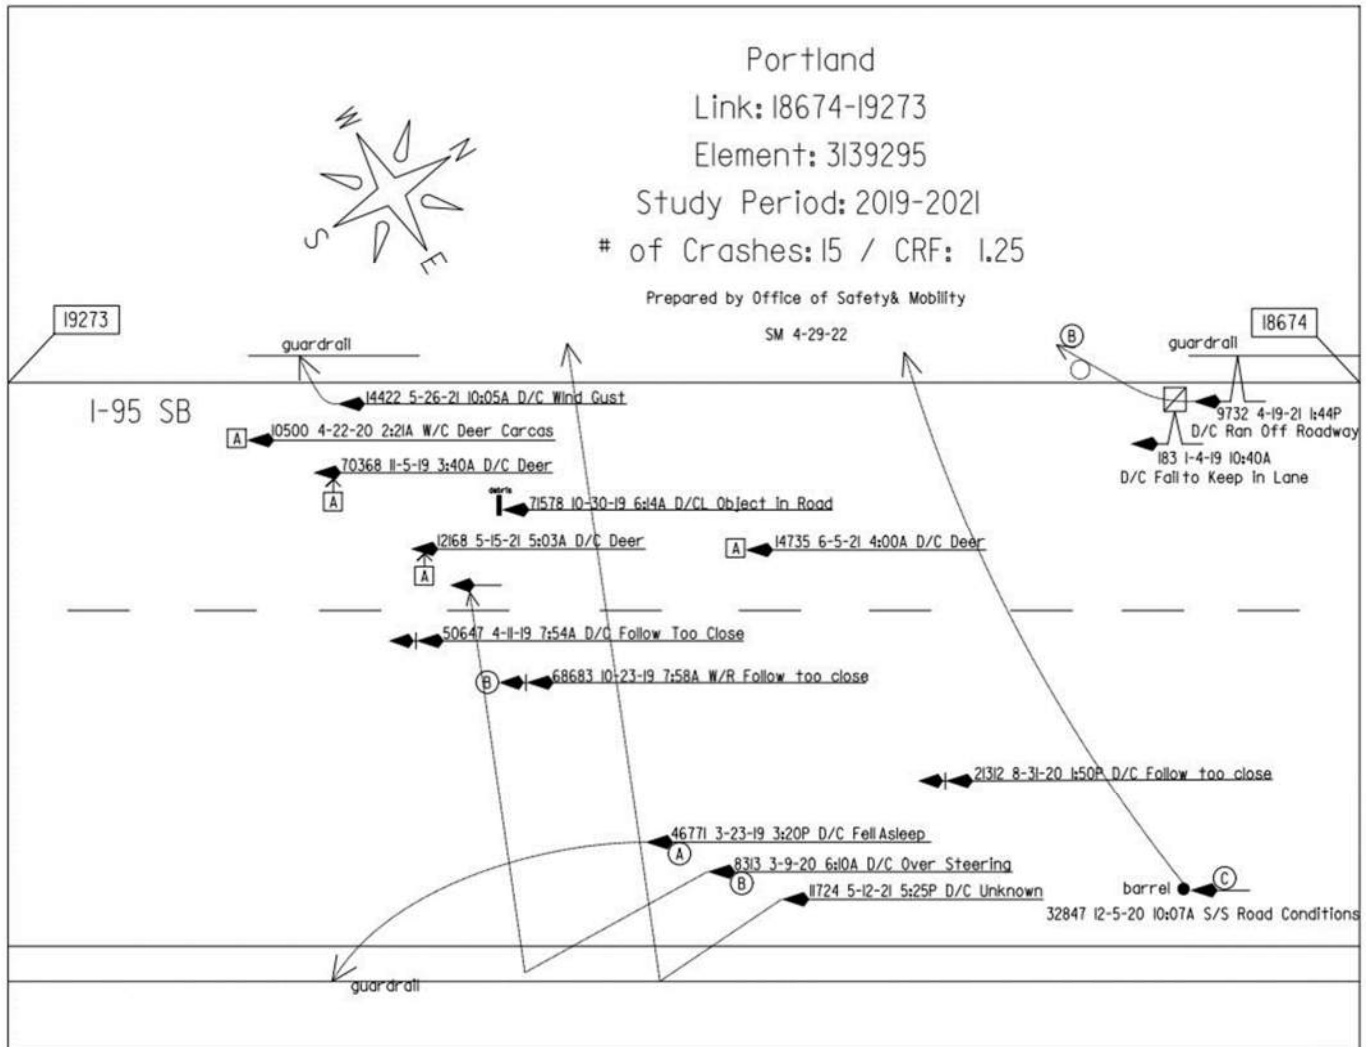 Portland
Link: 18674-19273
Element: 3139295
Study Period: 2019-2021
# of Crashes: 15 / CRF: 1.25
Prepared by Office of Safety& Mobility
SM 4-29-22
W
N
S
E
19273
18674
guardrail
B
guardrail
I-95 SB
14422 5-26-21 10:05A D/C Wind Gust
9732 4-19-21 1:44P
D/C Ran Off Roadway
A
10500 4-22-20 2:21A W/C Deer Carcas
183 1-4-19 10:40A
D/C Fail to Keep in Lane
70368 11-5-19 3:40A D/C Deer
A
debris
71578 10-30-19 6:14A D/CL Object in Road
12168 5-15-21 5:03A D/C Deer
A
A
14735 6-5-21 4:00A D/C Deer
50647 4-11-19 7:54A D/C Follow Too Close
B
68683 10-23-19 7:58A W/R Follow too close
21312 8-31-20 1:50P D/C Follow too close
46771 3-23-19 3:20P D/C Fell Asleep
A
8313 3-9-20 6:10A D/C Over Steering
B
11724 5-12-21 5:25P D/C Unknown
C
barrel
32847 12-5-20 10:07A S/S Road Conditions
guardrail